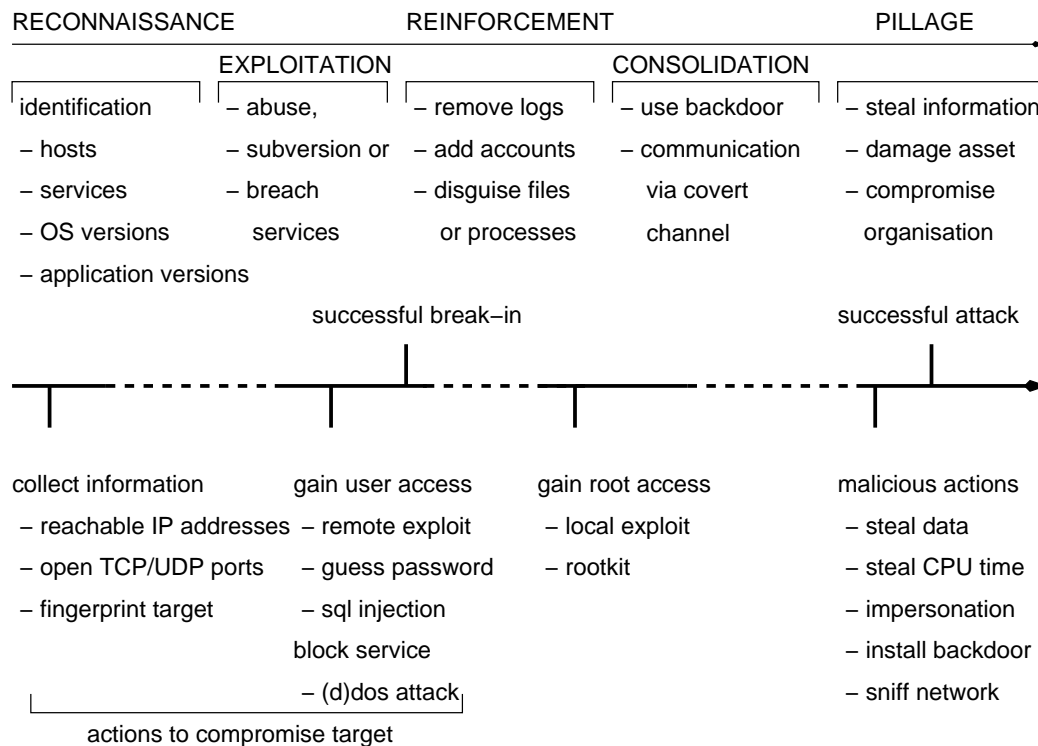 RECONNAISSANCE
REINFORCEMENT
PILLAGE
EXPLOITATION
CONSOLIDATION
identification
– hosts
– services
– OS versions
– application versions
– abuse,
– subversion or
– breach
services
– remove logs
– add accounts
– disguise files
or processes
– use backdoor
– communication
via covert
channel
– steal information
– damage asset
– compromise
organisation
successful break–in
successful attack
collect information
– reachable IP addresses
– open TCP/UDP ports
– fingerprint target
gain user access
– remote exploit
– guess password
– sql injection
block service
– (d)dos attack
gain root access
– local exploit
– rootkit
malicious actions
– steal data
– steal CPU time
– impersonation
– install backdoor
– sniff network
actions to compromise target